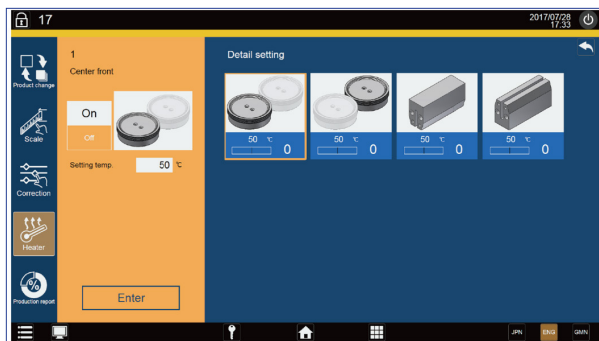 17
2017/07/28
17:33
Product change
Scale
Correction
Heater
Production report
1
Center front
On
Off
Setting temp.
50 ℃
Enter
Detail setting
50 ℃
0
50 ℃
0
50 ℃
0
50 ℃
0
JPN
ENG
GMN